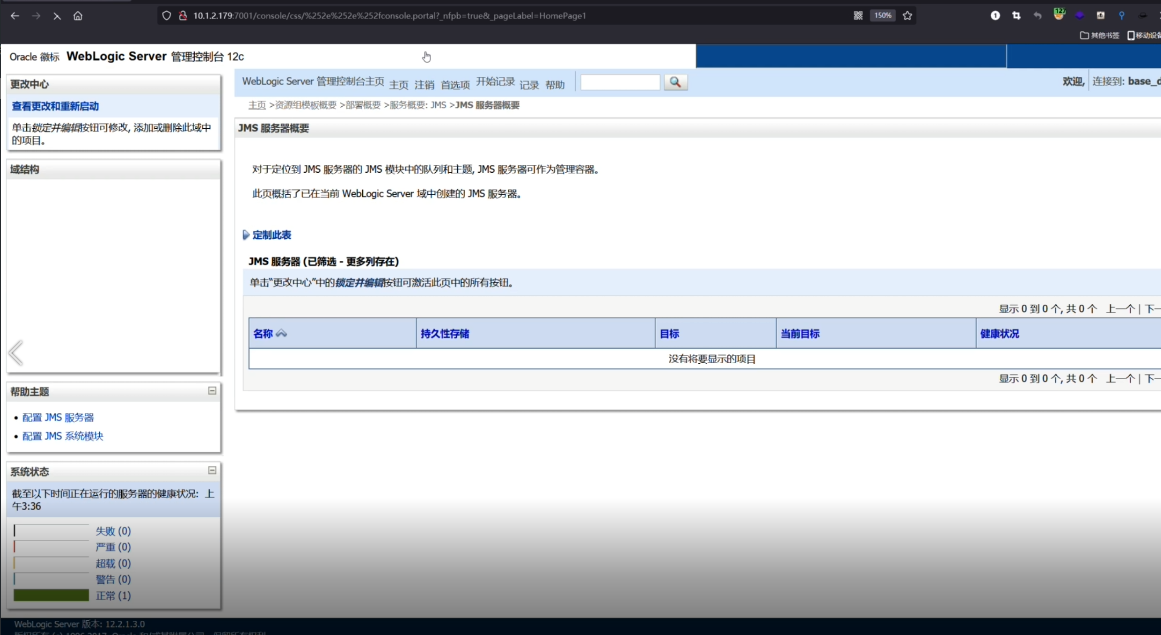 10.1.2.179:7001/console/css/%252e%252e%252fconsole.portal?_nfpb=true&_pageLabel=HomePage1
150%
12
其他书签
移动设备
Oracle 徽标 WebLogic Server 管理控制台 12c
更改中心
查看更改和重新启动
单击锁定并编辑按钮可修改, 添加或删除此域中
的项目。
域结构
帮助主题
配置 JMS 服务器
配置 JMS 系统模块
系统状态
截至以下时间正在运行的服务器的健康状况: 上
午3:36
失败 (0)
严重 (0)
超载 (0)
警告 (0)
正常 (1)
WebLogic Server 管理控制台主页 主页 注销 首选项 开始记录 记录 帮助
欢迎, 连接到: base_d
主页 >资源组模板概要 >部署概要 >服务概要: JMS >JMS 服务器概要
JMS 服务器概要
对于定位到 JMS 服务器的 JMS 模块中的队列和主题, JMS 服务器可作为管理容器。
此页概括了已在当前 WebLogic Server 域中创建的 JMS 服务器。
定制此表
JMS 服务器 (已筛选 - 更多列存在)
单击"更改中心"中的锁定并编辑按钮可激活此页中的所有按钮。
显示 0 到 0 个, 共 0 个 上一个 | 下一
名称 持久性存储 目标 当前目标 健康状况
没有将要显示的项目
显示 0 到 0 个, 共 0 个 上一个 | 下一
WebLogic Server 版本: 12.2.1.3.0